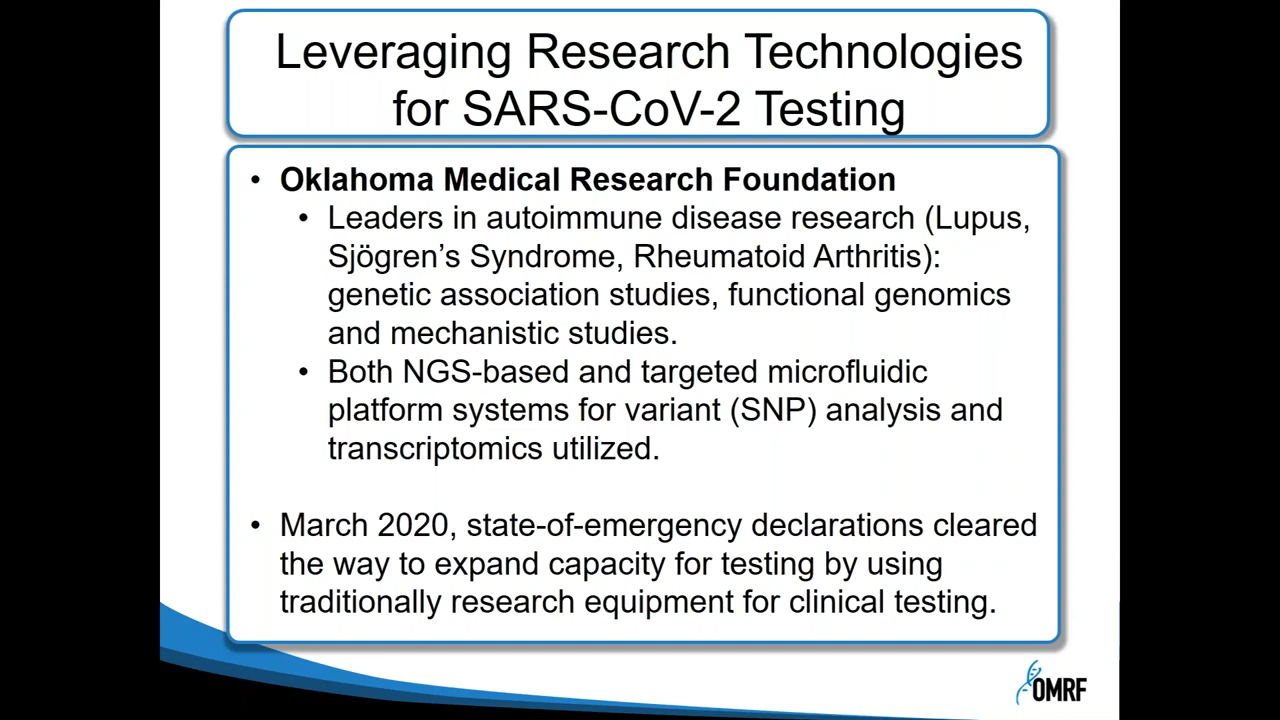 Leveraging Research Technologies
for SARS-CoV-2 Testing
• Oklahoma Medical Research Foundation
• Leaders in autoimmune disease research (Lupus,
Sjögren’s Syndrome, Rheumatoid Arthritis):
genetic association studies, functional genomics
and mechanistic studies.
• Both NGS-based and targeted microfluidic
platform systems for variant (SNP) analysis and
transcriptomics utilized.
• March 2020, state-of-emergency declarations cleared
the way to expand capacity for testing by using
traditionally research equipment for clinical testing.
OMRF